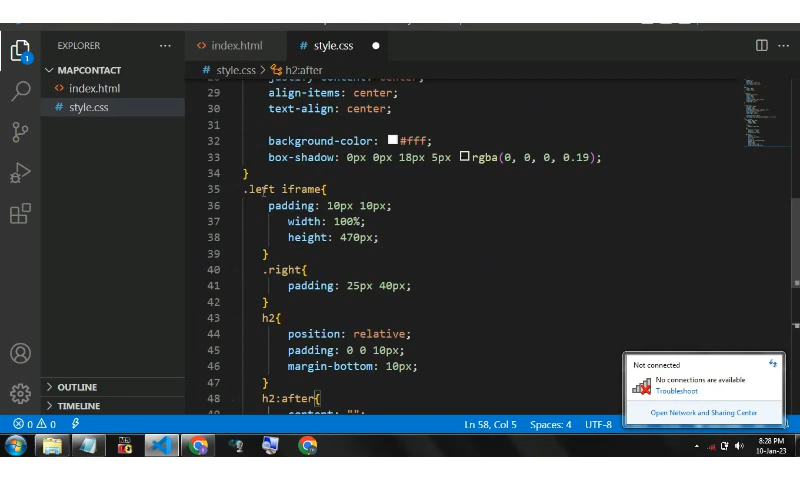 EXPLORER
index.html
style.css
MAPCONTACT
style.css > h2:after
index.html
style.css
29 align-items: center;
30 text-align: center;
31
32 background-color: #fff;
33 box-shadow: 0px 0px 18px 5px rgba(0, 0, 0, 0.19);
34 }
35 .left iframe{
36 padding: 10px 10px;
37 width: 100%;
38 height: 470px;
39 }
40 .right{
41 padding: 25px 40px;
42 }
43 h2{
44 position: relative;
45 padding: 0 0 10px;
46 margin-bottom: 10px;
47 }
48 h2:after{
content: "";
1
OUTLINE
TIMELINE
Not connected
No connections are available
Troubleshoot
Open Network and Sharing Center
0 0
Ln 58, Col 5
Spaces: 4
UTF-8
8:28 PM
10-Jan-23